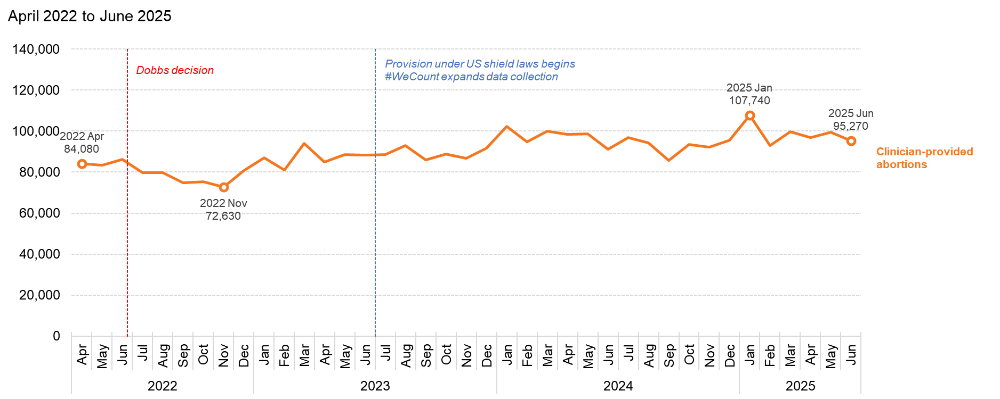 April 2022 to June 2025
140,000
120,000
100,000
80,000
60,000
40,000
20,000
0
Dobbs decision
Provision under US shield laws begins
#WeCount expands data collection
2022 Apr
84,080
2022 Nov
72,630
2025 Jan
107,740
2025 Jun
95,270
Clinician-provided
abortions
Apr May Jun Jul Aug Sep Oct Nov Dec Jan Feb Mar Apr May Jun Jul Aug Sep Oct Nov Dec Jan Feb Mar Apr May Jun Jul Aug Sep Oct Nov Dec Jan Feb Mar Apr May Jun
2022 2023 2024 2025